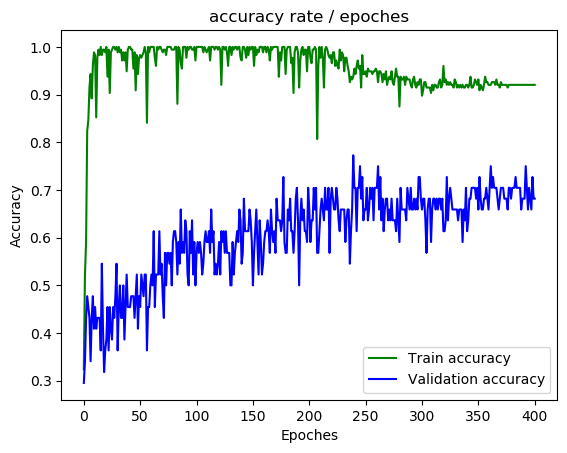 accuracy rate / epoches
1.0
0.9
0.8
0.7
0.6
0.5
0.4
0.3
Accuracy
Train accuracy
Validation accuracy
0 50 100 150 200 250 300 350 400
Epoches